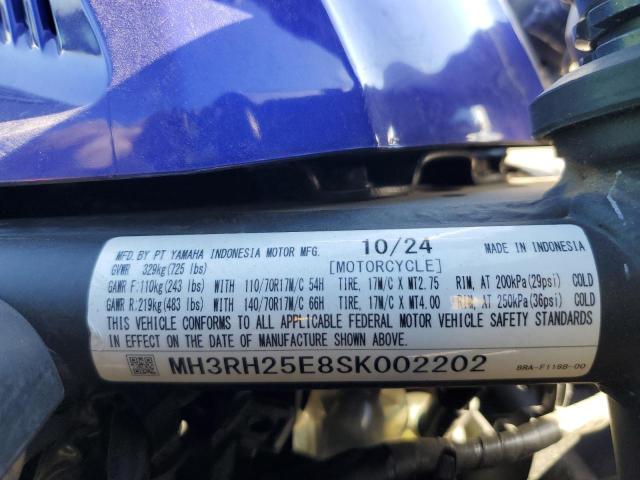 MFD. BY PT YAMAHA INDONESIA MOTOR MFG. 10/24 MADE IN INDONESIA
GVWR 329kg(725 lbs) [MOTORCYCLE]
GAWR F:110kg(243 lbs) WITH 110/70R17M/C 54H TIRE, 17M/C X MT2.75 RIM, AT 200kPa(29psi) COLD
GAWR R:219kg(483 lbs) WITH 140/70R17M/C 66H TIRE, 17M/C X MT4.00 RIM, AT 250kPa(36psi) COLD
THIS VEHICLE CONFORMS TO ALL APPLICABLE FEDERAL MOTOR VEHICLE SAFETY STANDARDS
IN EFFECT ON THE DATE OF MANUFACTURE SHOWN ABOVE.
MH3RH25E8SK002202 BRA-F118B-00